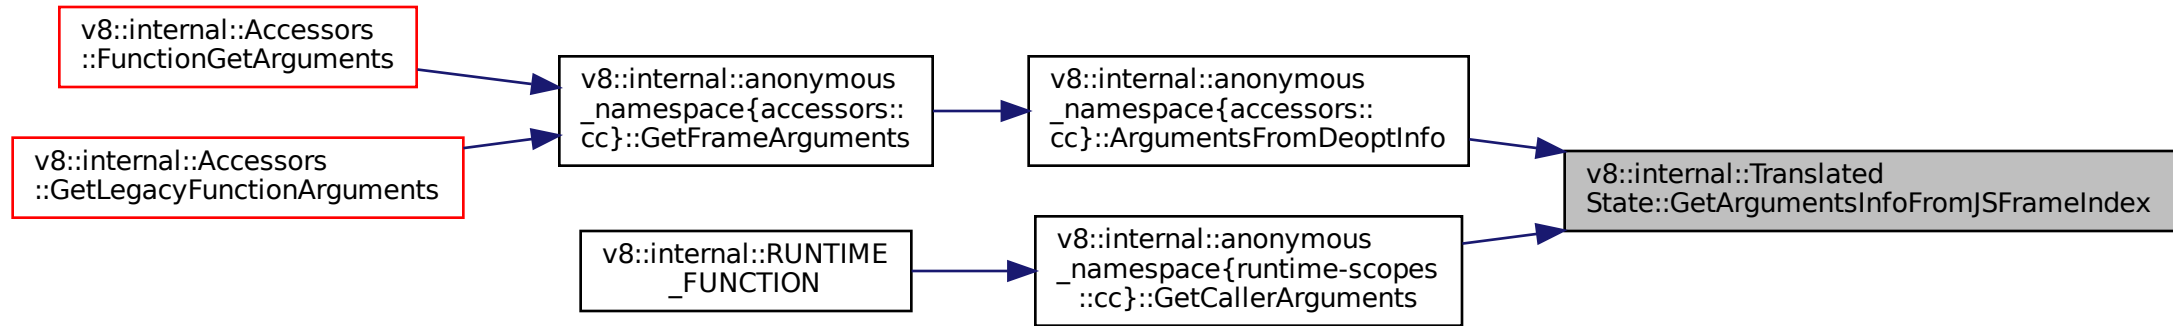 v8::internal::Accessors
::FunctionGetArguments
v8::internal::Accessors
::GetLegacyFunctionArguments
v8::internal::anonymous
_namespace{accessors::
cc}::GetFrameArguments
v8::internal::RUNTIME
_FUNCTION
v8::internal::anonymous
_namespace{accessors::
cc}::ArgumentsFromDeoptInfo
v8::internal::anonymous
_namespace{runtime-scopes
::cc}::GetCallerArguments
v8::internal::Translated
State::GetArgumentsInfoFromJSFrameIndex